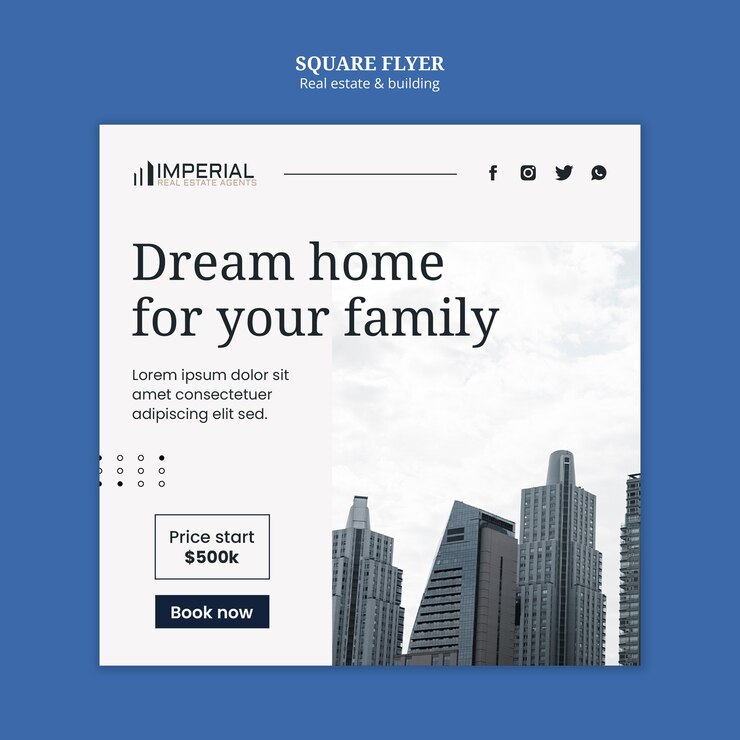 SQUARE FLYER
Real estate & building
IMPERIAL
REAL ESTATE AGENTS
Dream home
for your family
Lorem ipsum dolor sit
amet consectetuer
adipiscing elit sed.
Price start
$500k
Book now